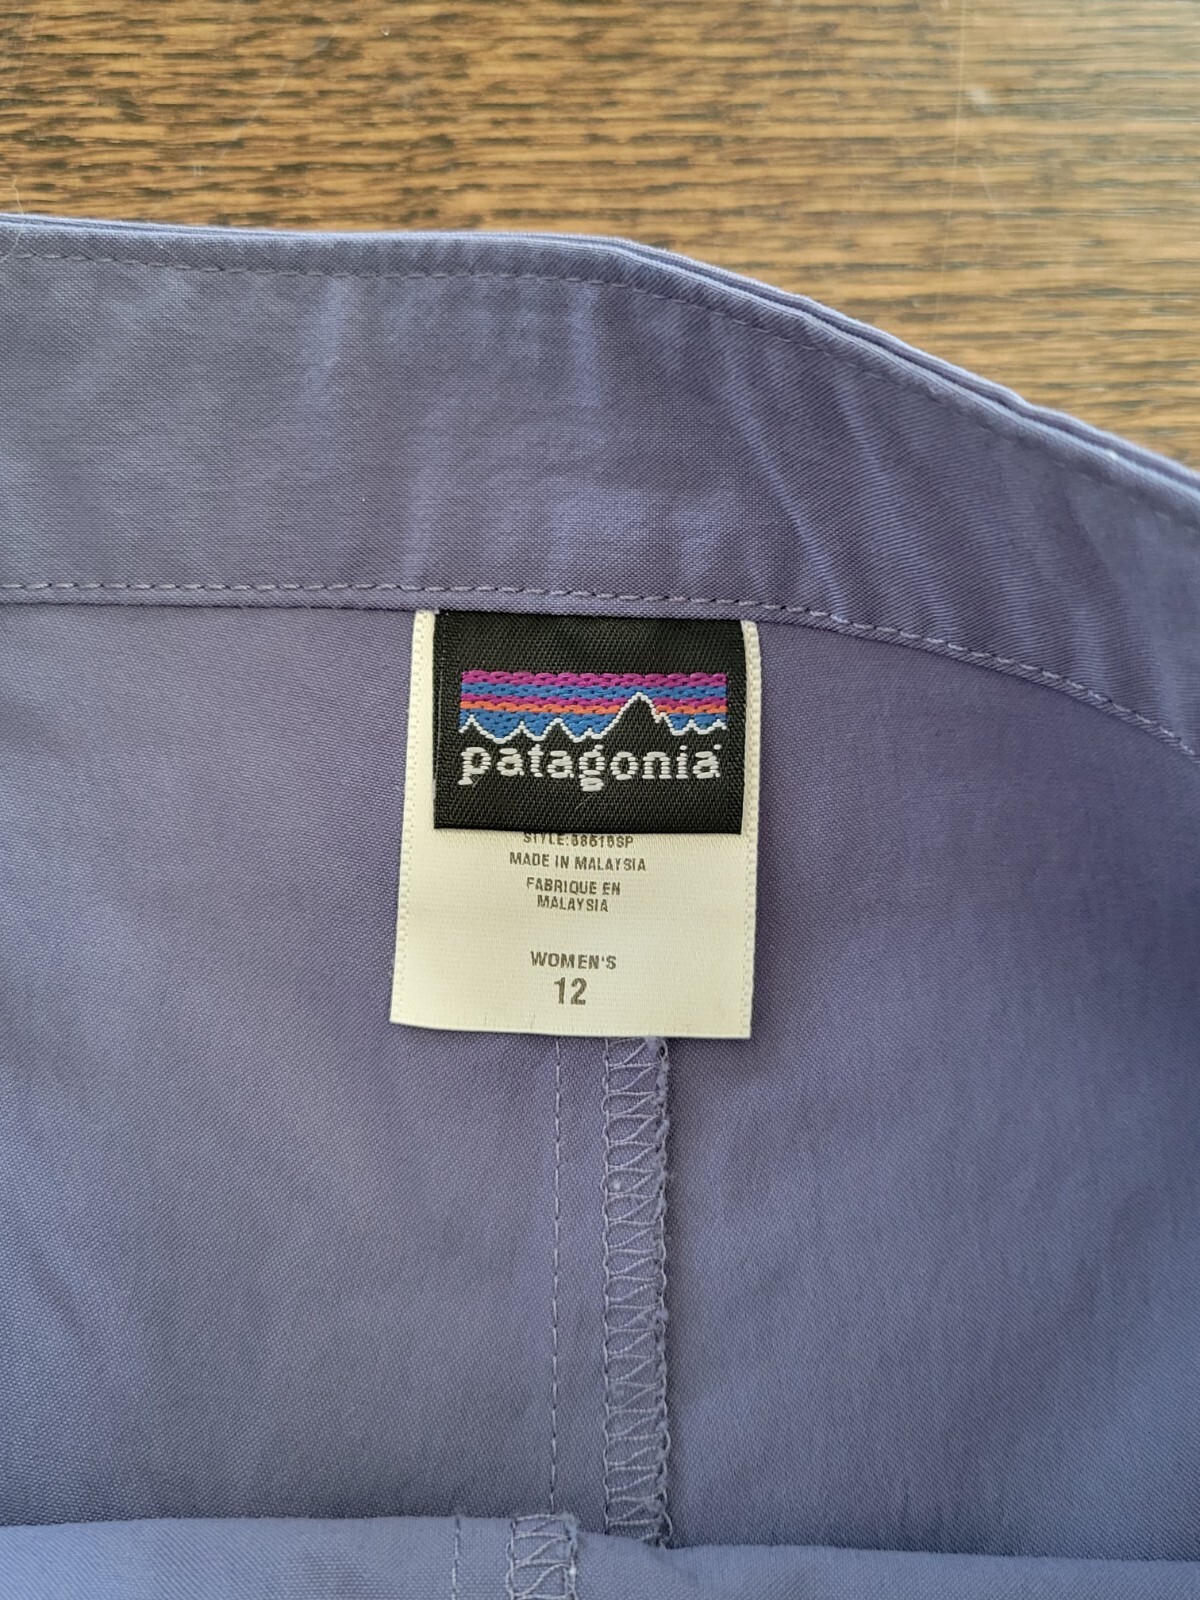 patagonia
STYLE:
MADE IN MALAYSIA
FABRIQUE EN
MALAYSIA
WOMEN'S
12